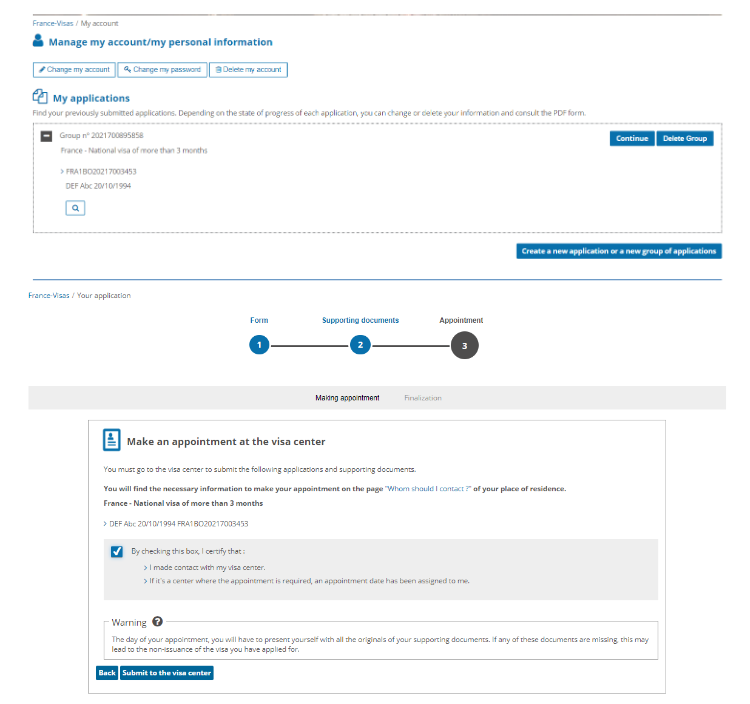 France-Visas / My account
Manage my account/my personal information
Change my account
Change my password
Delete my account
My applications
Find your previously submitted applications. Depending on the state of progress of each application, you can change or delete your information and consult the PDF form.
Group n° 2021700895858
Continue
Delete Group
France - National visa of more than 3 months
> FRA1BO20217003453
DEF Abc 20/10/1994
Create a new application or a new group of applications
France-Visas / Your application
Form
Supporting documents
Appointment
1
2
3
Making appointment
Finalization
Make an appointment at the visa center
You must go to the visa center to submit the following applications and supporting documents.
You will find the necessary information to make your appointment on the page "Whom should I contact ?" of your place of residence.
France - National visa of more than 3 months
> DEF Abc 20/10/1994 FRA1BO20217003453
By checking this box, I certify that :
> I made contact with my visa center.
> If it's a center where the appointment is required, an appointment date has been assigned to me.
Warning ?
The day of your appointment, you will have to present yourself with all the originals of your supporting documents. If any of these documents are missing, this may
lead to the non-issuance of the visa you have applied for.
Back
Submit to the visa center